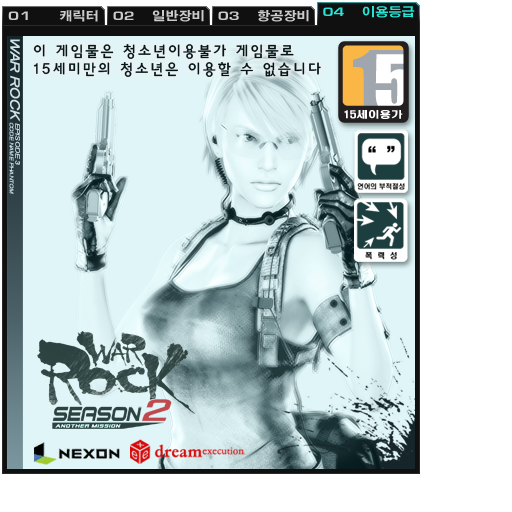 01 캐릭터 02 일반장비 03 항공장비 04 이용등급
이 게임물은 청소년이용불가 게임물로
15세미만의 청소년은 이용할 수 없습니다
WAR ROCK EPISODE 3
CODE NAME PHANTOM
15
15세이용가
언어의 부적절성
폭력성
WAR
ROCK
SEASON 2
ANOTHER MISSION
NEXON dream execution